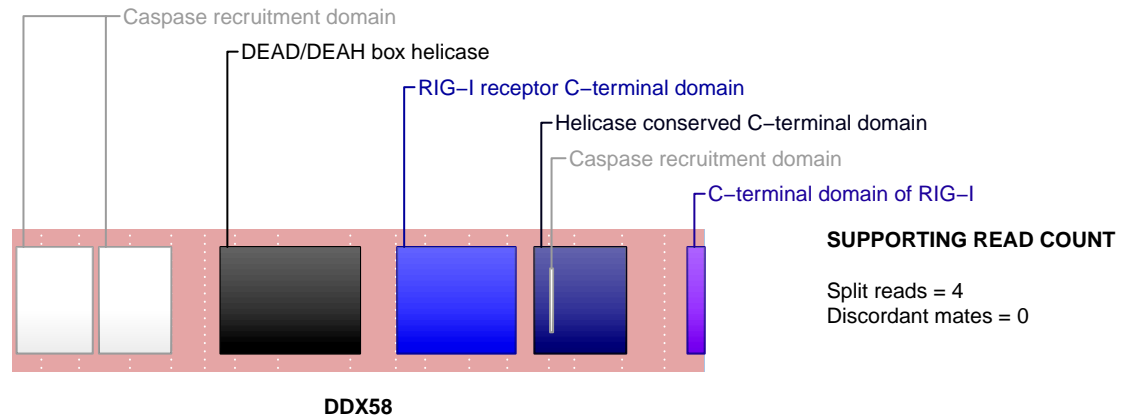 Caspase recruitment domain
DEAD/DEAH box helicase
RIG−I receptor C−terminal domain
Helicase conserved C−terminal domain
Caspase recruitment domain
C−terminal domain of RIG−I
SUPPORTING READ COUNT
Split reads = 4
Discordant mates = 0
DDX58